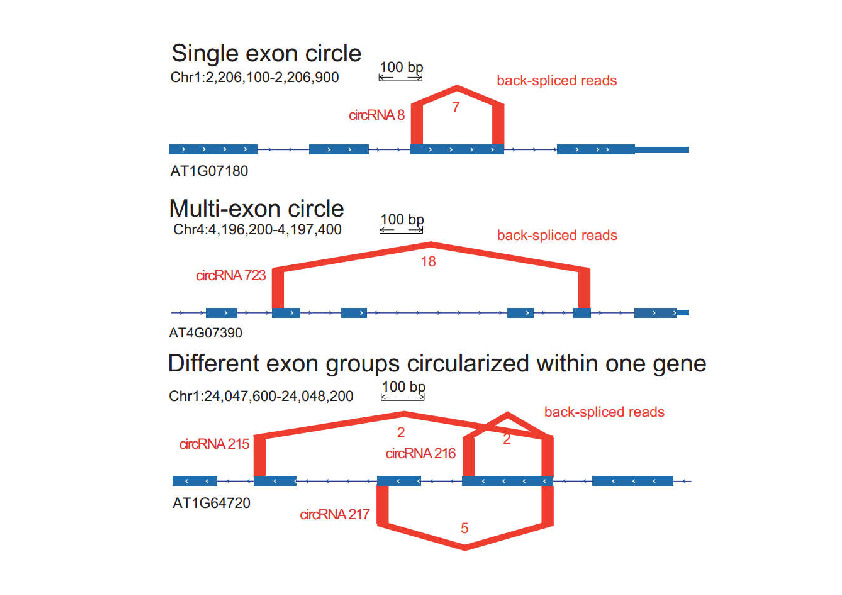 Single exon circle
Chr1:2,206,100-2,206,900
100 bp
back-spliced reads
circRNA 8
7
AT1G07180
Multi-exon circle
Chr4:4,196,200-4,197,400
100 bp
back-spliced reads
circRNA 723
18
AT4G07390
Different exon groups circularized within one gene
Chr1:24,047,600-24,048,200
100 bp
back-spliced reads
circRNA 215
2
circRNA 216
2
AT1G64720
circRNA 217
5